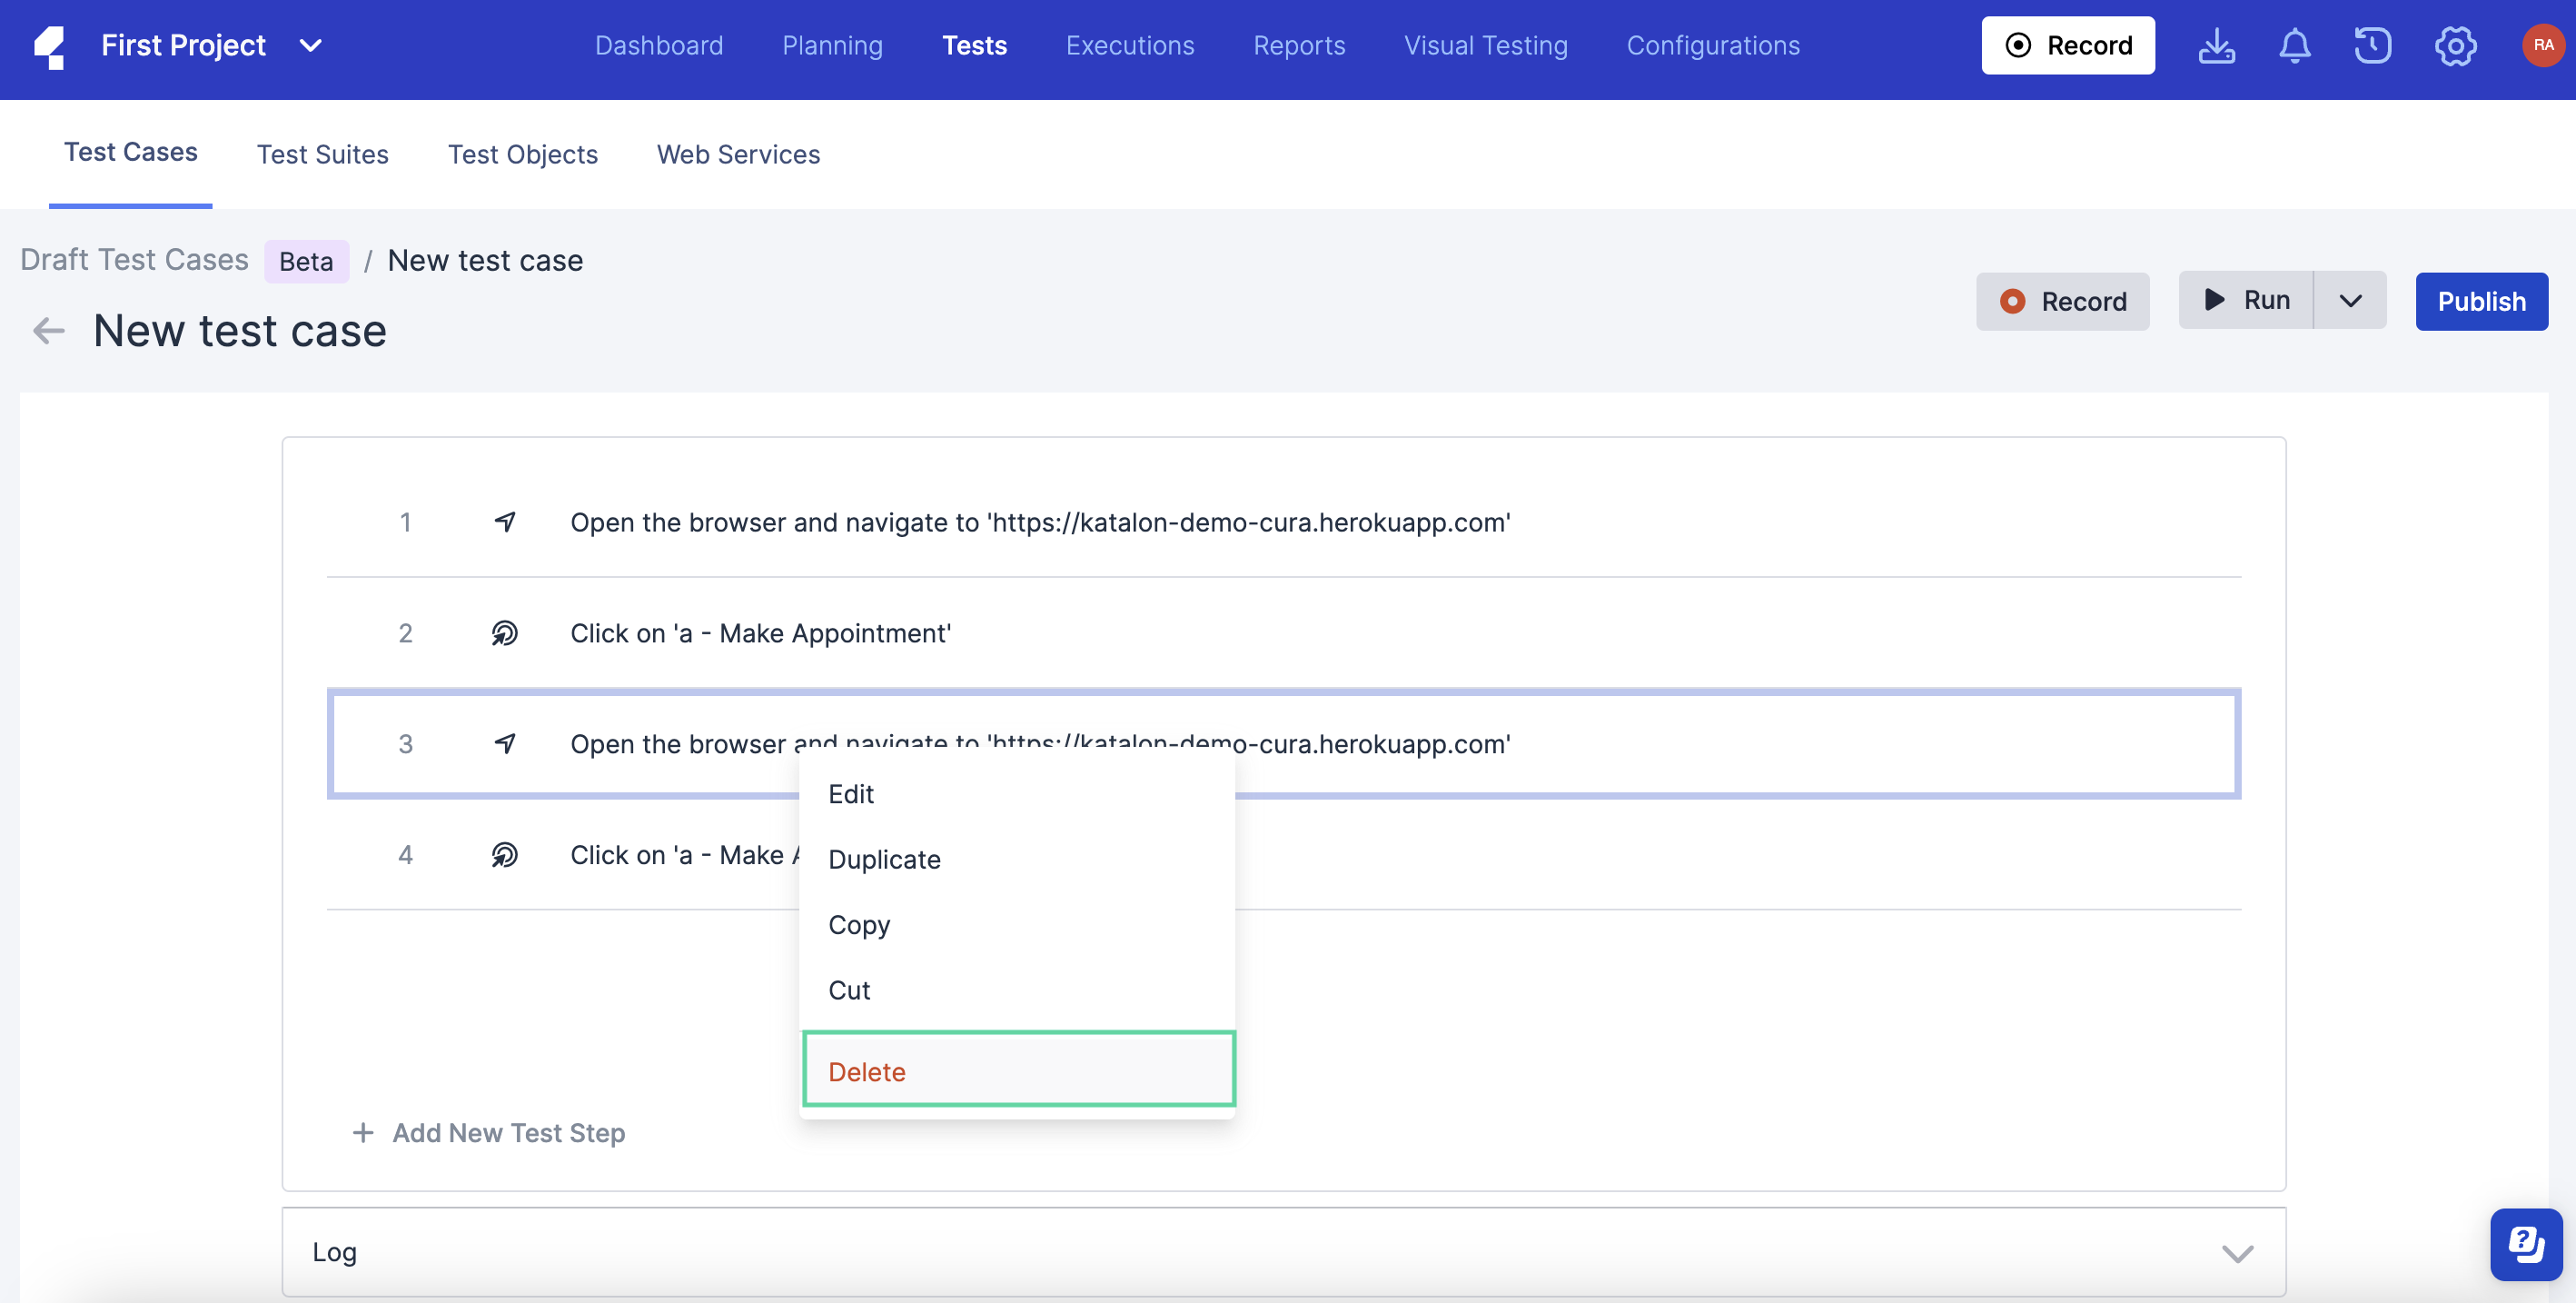 First Project
Dashboard Planning Tests Executions Reports Visual Testing Configurations
Record
RA
Test Cases Test Suites Test Objects Web Services
Draft Test Cases Beta / New test case
New test case
Record Run Publish
1 Open the browser and navigate to 'https://katalon-demo-cura.herokuapp.com'
2 Click on 'a - Make Appointment'
3 Open the browser and navigate to 'https://katalon-demo-cura.herokuapp.com'
4 Click on 'a - Make
Edit
Duplicate
Copy
Cut
Delete
+ Add New Test Step
Log
?